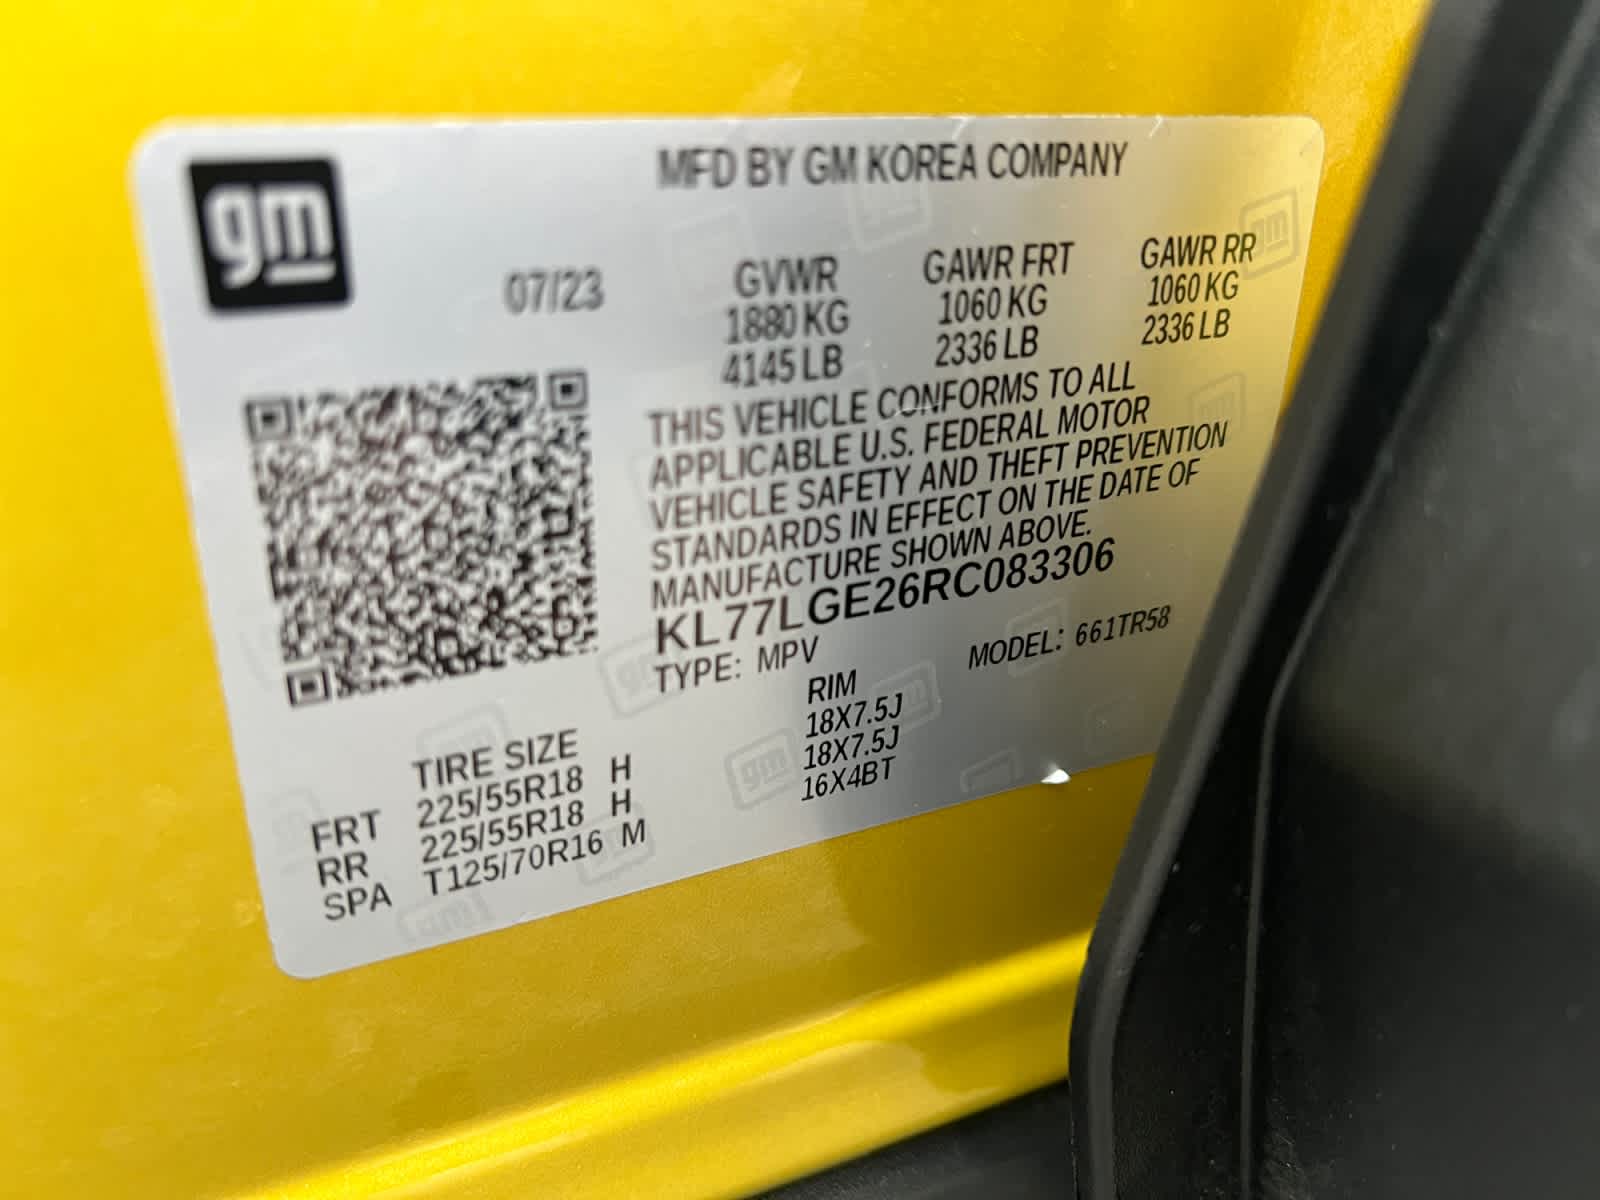 gm
MFD BY GM KOREA COMPANY
07/23
GVWR
1880 KG
4145 LB
GAWR FRT
1060 KG
2336 LB
GAWR RR
1060 KG
2336 LB
THIS VEHICLE CONFORMS TO ALL
APPLICABLE U.S. FEDERAL MOTOR
VEHICLE SAFETY AND THEFT PREVENTION
STANDARDS IN EFFECT ON THE DATE OF
MANUFACTURE SHOWN ABOVE.
KL77LGE26RC083306
TYPE: MPV MODEL: 661TR58
TIRE SIZE RIM
FRT 225/55R18 H 18X7.5J
RR 225/55R18 H 18X7.5J
SPA T125/70R16 M 16X4BT